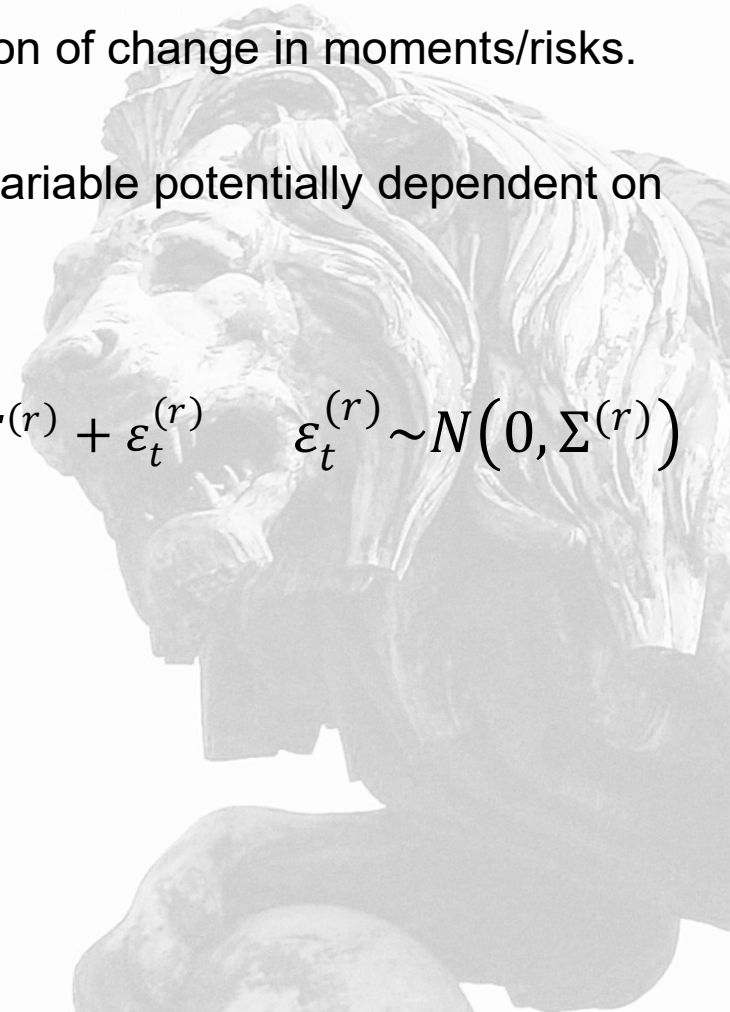 on of change in moments/risks.
ariable potentially dependent on
(r) + ε_t^(r) ε_t^(r) ~N(0, Σ^(r))